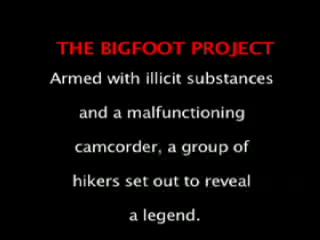 THE BIGFOOT PROJECT
Armed with illicit substances
and a malfunctioning
camcorder, a group of
hikers set out to reveal
a legend.